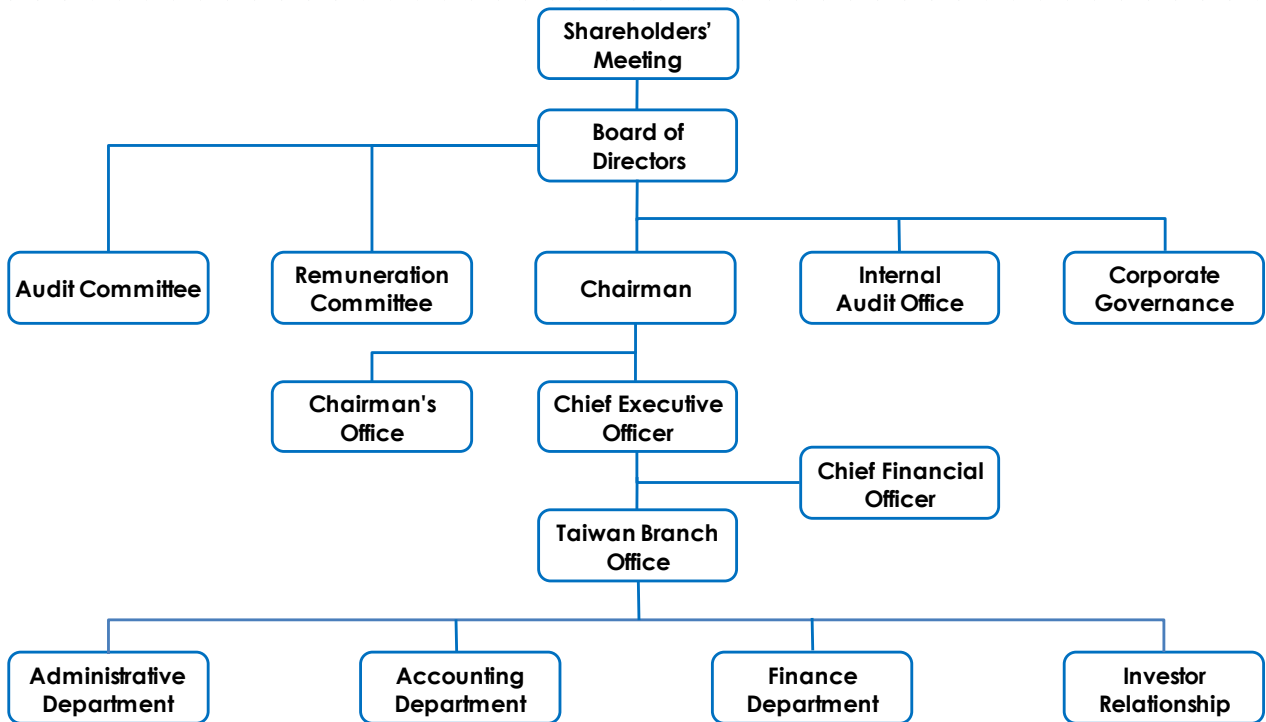 Shareholders'
Meeting
Board of
Directors
Audit Committee
Remuneration
Committee
Chairman
Internal
Audit Office
Corporate
Governance
Chairman's
Office
Chief Executive
Officer
Chief Financial
Officer
Taiwan Branch
Office
Administrative
Department
Accounting
Department
Finance
Department
Investor
Relationship